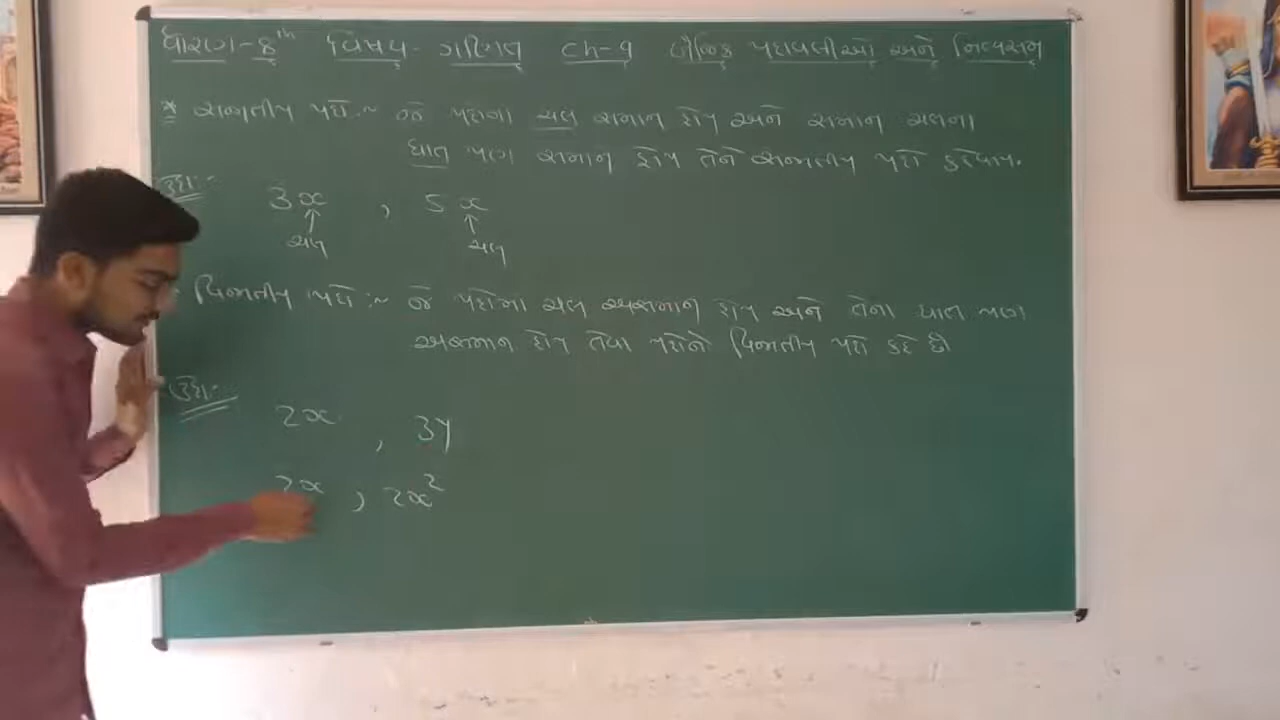 ધોરણ-8th વિષય- ગણિત Ch-9 બૈજિક પદાવલીઓ અને નિત્યસમ
* સજાતીય પદો :~ જે પદોના ચલ સમાન હોય અને સમાન ચલના
ઘાત પણ સમાન હોય તેને સજાતીય પદો કહેવાય.
ઉદા:-
3x , 5x
ચલ ચલ
વિજાતીય પદો :~ જે પદોમા ચલ અસમાન હોય અને તેના ઘાત પણ
અસમાન હોય તેવા પદોને વિજાતીય પદો કહે છે
ઉદા:-
2x , 3y
2x , 2x²